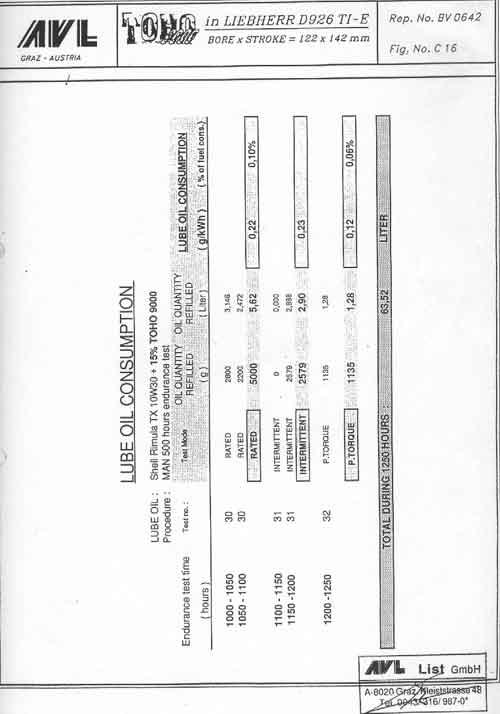 AVL
GRAZ - AUSTRIA
TOHO
in LIEBHERR D926 TI-E
BORE x STROKE = 122 x 142 mm
Rep. No. BV 0642
Fig, No. C 16
LUBE OIL CONSUMPTION
LUBE OIL : Shell Rimula TX 10W30 + 15% TOHO 9000
Procedure : MAN 500 hours endurance test
Endurance test time Test no.: Test Mode OIL QUANTITY OIL QUANTITY LUBE OIL CONSUMPTION
REFILLED REFILLED
( hours ) ( g ) ( Liter ) ( g/kWh ) ( % of fuel cons.)
1000 - 1050 30 RATED 2800 3,146
1050 - 1100 30 RATED 2200 2,472
RATED 5000 5,62 0,22 0,10%
1100 - 1150 31 INTERMITTENT 0 0,000
1150 -1200 31 INTERMITTENT 2579 2,898
INTERMITTENT 2579 2,90 0,23
1200 -1250 32 P.TORQUE 1135 1,28
P.TORQUE 1135 1,28 0,12 0,06%
TOTAL DURING 1250 HOURS : 63,52 LITER
AVL List GmbH
A-8020 Graz, Kleiststrasse 48
Tel. 0043/ 316/ 987-0*